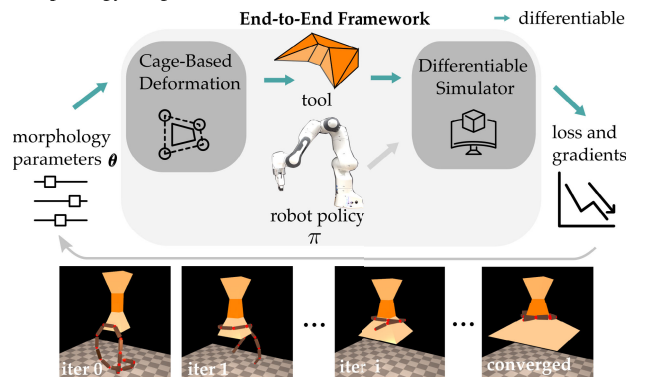 End-to-End Framework
differentiable
Cage-Based
Deformation
tool
Differentiable
Simulator
morphology
parameters θ
robot policy
π
loss and
gradients
iter 0
iter 1
...
iter i
...
converged